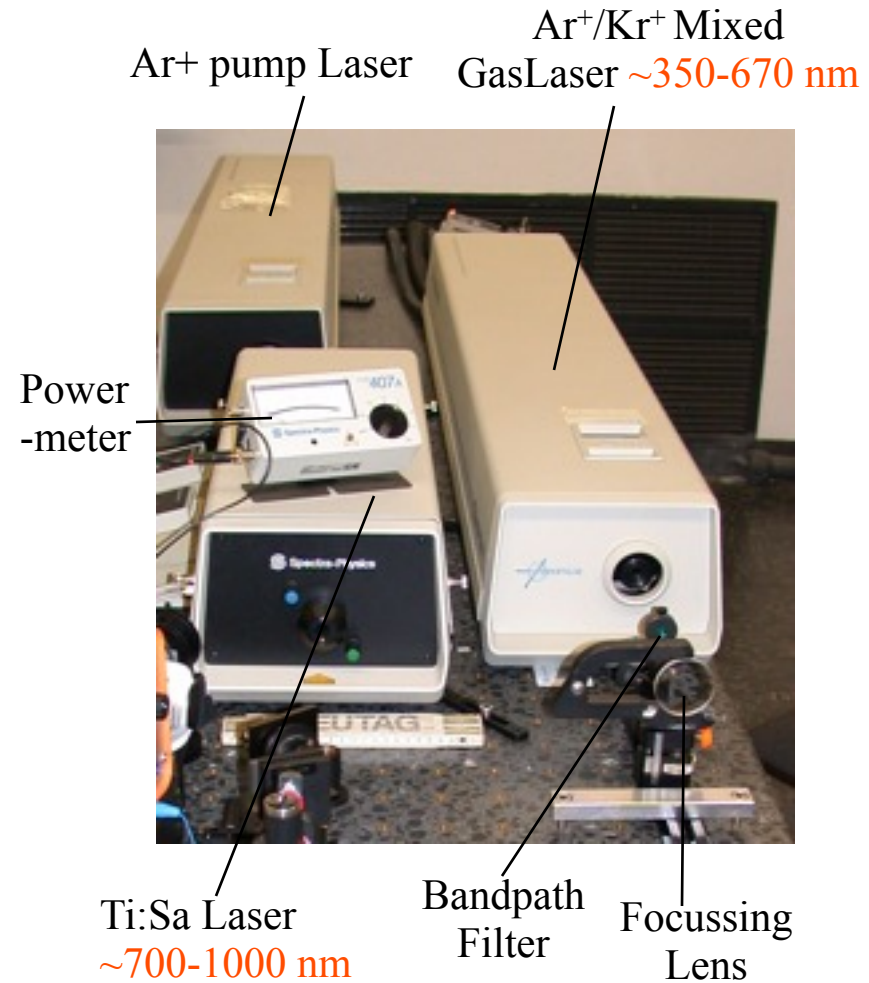 Ar+ pump Laser
Ar⁺/Kr⁺ Mixed
GasLaser ~350-670 nm
Power
-meter
407A
Spectra-Physics
Spectra-Physics
UTAG
Ti:Sa Laser
~700-1000 nm
Bandpath
Filter
Focussing
Lens